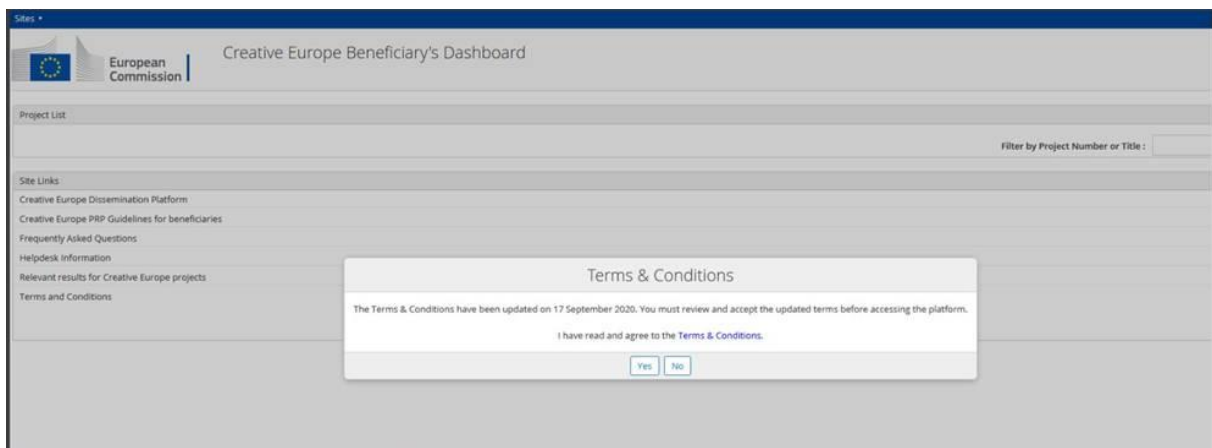 Sites
European
Commission
Creative Europe Beneficiary's Dashboard
Project List
Filter by Project Number or Title :
Site Links
Creative Europe Dissemination Platform
Creative Europe PRP Guidelines for beneficiaries
Frequently Asked Questions
Helpdesk Information
Relevant results for Creative Europe projects
Terms and Conditions
Terms & Conditions
The Terms & Conditions have been updated on 17 September 2020. You must review and accept the updated terms before accessing the platform.
I have read and agree to the Terms & Conditions.
Yes No